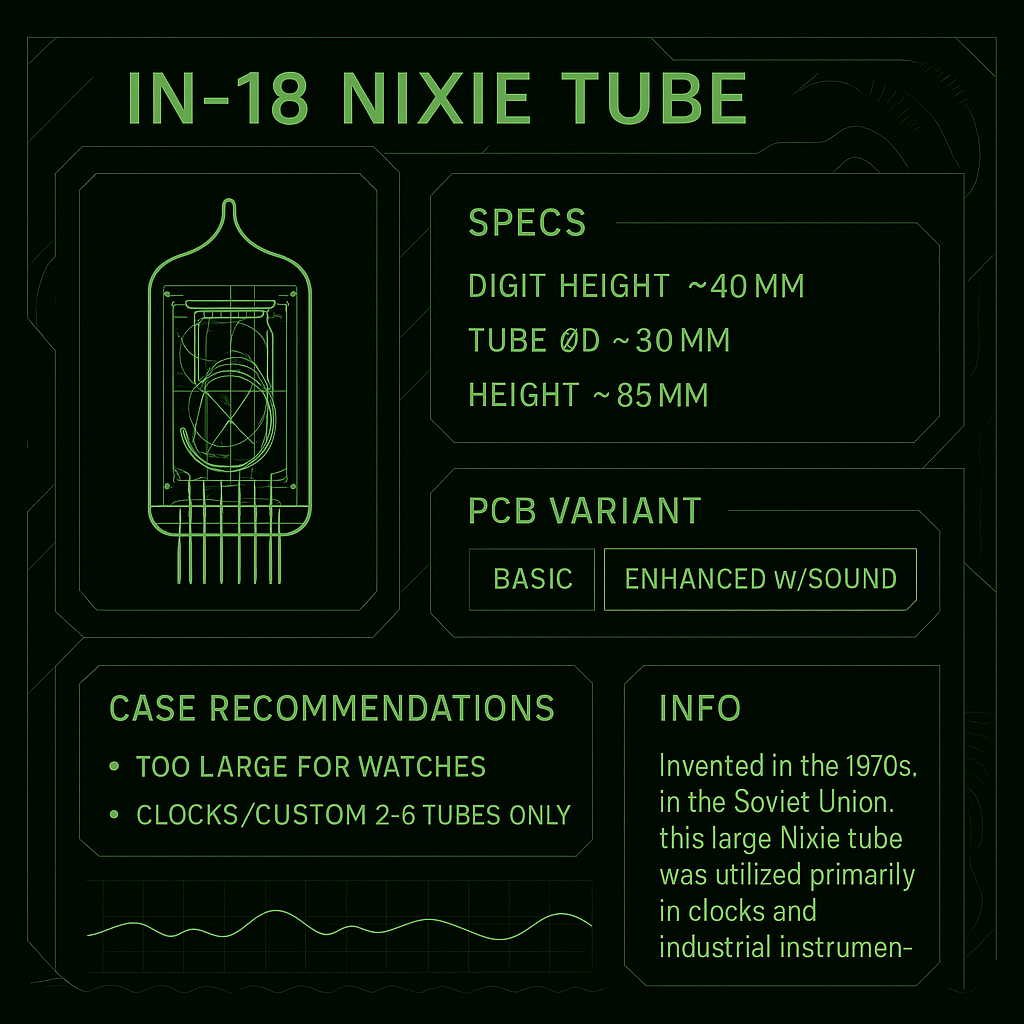 IN-18 NIXIE TUBE
SPECS
DIGIT HEIGHT ~40 MM
TUBE ØD ~30 MM
HEIGHT ~85 MM
PCB VARIANT
BASIC
ENHANCED W/SOUND
CASE RECOMMENDATIONS
• TOO LARGE FOR WATCHES
• CLOCKS/CUSTOM 2-6 TUBES ONLY
INFO
Invented in the 1970s,
in the Soviet Union.
this large Nixie tube
was utilized primarily
in clocks and
industrial instrumen-